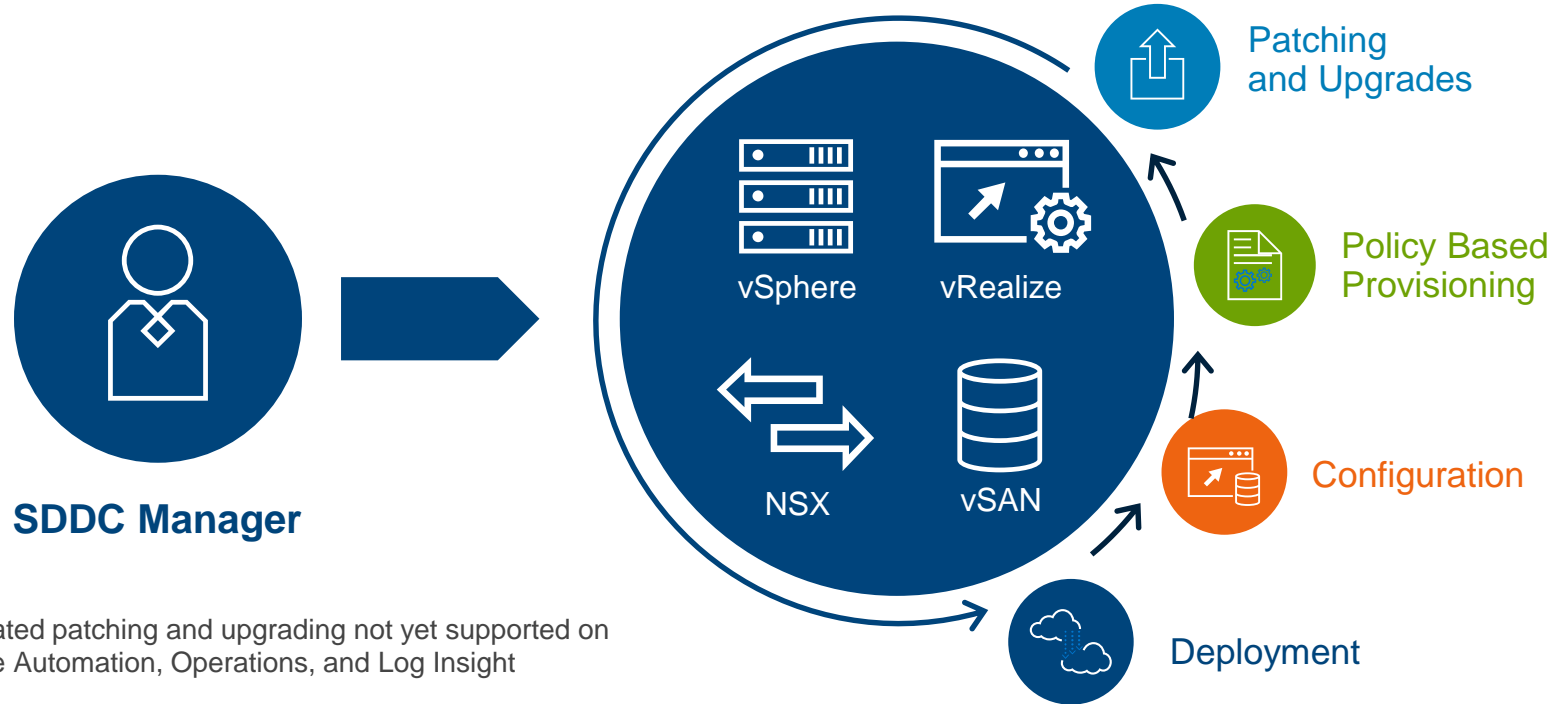 Patching
and Upgrades
vSphere
vRealize
Policy Based
Provisioning
NSX
vSAN
Configuration
SDDC Manager
Deployment
ated patching and upgrading not yet supported on
e Automation, Operations, and Log Insight